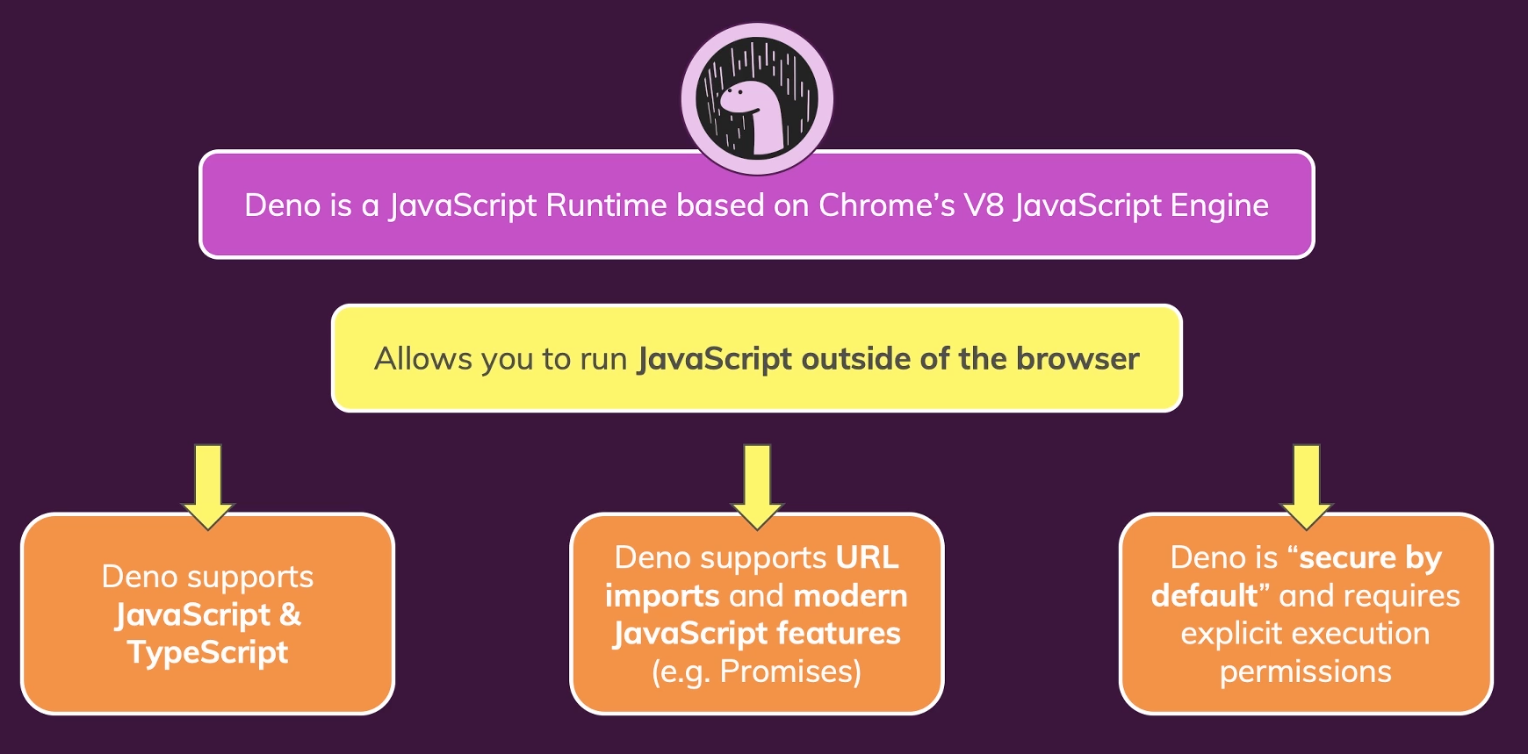 Deno is a JavaScript Runtime based on Chrome’s V8 JavaScript Engine
Allows you to run JavaScript outside of the browser
Deno supports
JavaScript &
TypeScript
Deno supports URL
imports and modern
JavaScript features
(e.g. Promises)
Deno is “secure by
default” and requires
explicit execution
permissions